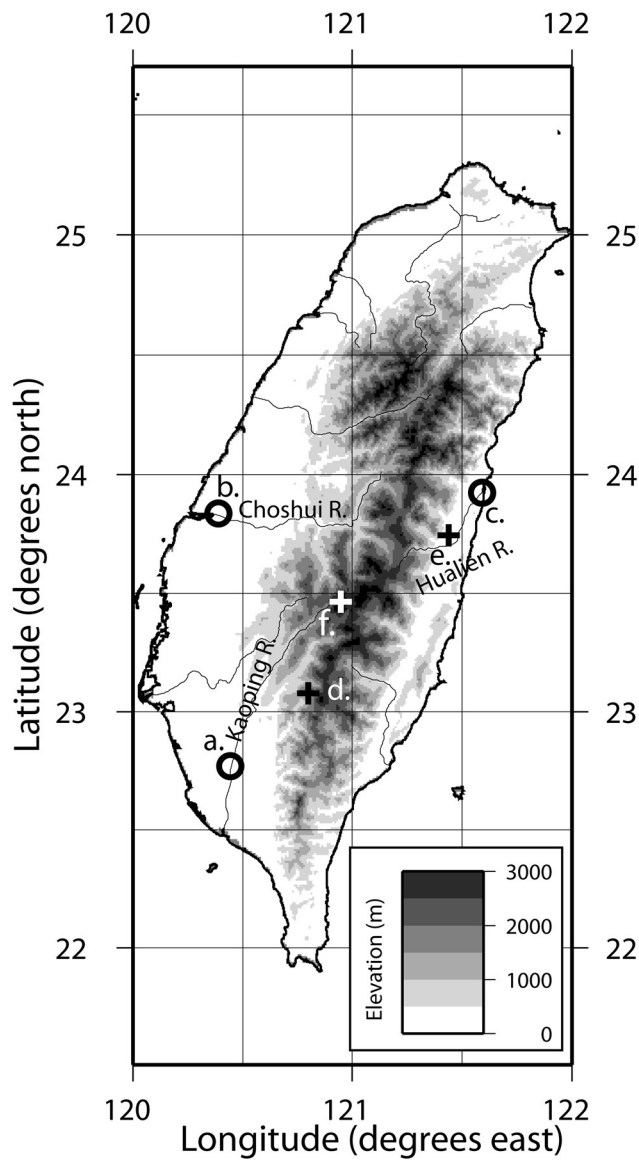 120 121 122
25 25
b.
24 24
Choshui R.
c.
e.
Hualien R.
f.
Kaoping R.
d.
23 23
a.
Latitude (degrees north)
3000
2000
1000
0
Elevation (m)
22 22
120 121 122
Longitude (degrees east)